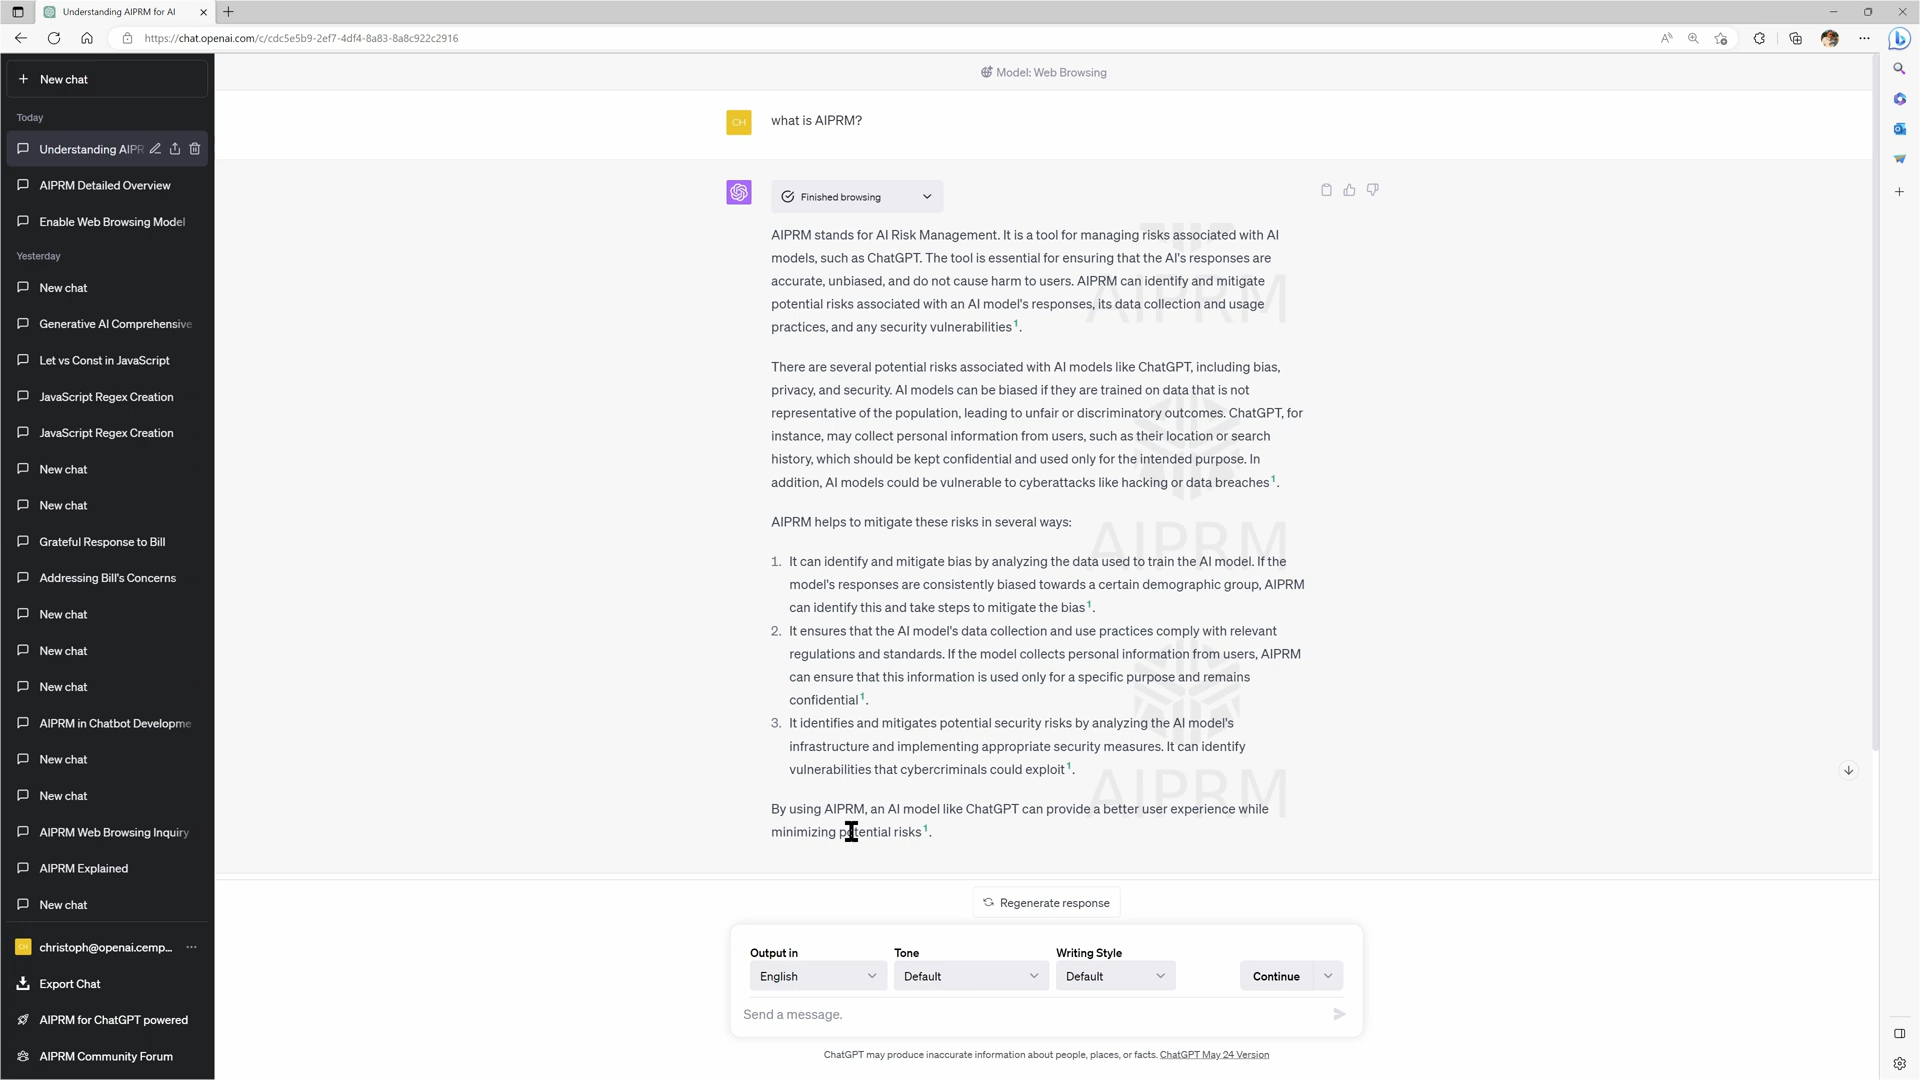 Understanding AIPRM for AI
https://chat.openai.com/c/cdc5e5b9-2ef7-4df4-8a83-8a8c922c2916
New chat
Today
Understanding AIPR
AIPRM Detailed Overview
Enable Web Browsing Model
Yesterday
New chat
Generative AI Comprehensive
Let vs Const in JavaScript
JavaScript Regex Creation
JavaScript Regex Creation
New chat
New chat
Grateful Response to Bill
Addressing Bill's Concerns
New chat
New chat
New chat
AIPRM in Chatbot Developme
New chat
New chat
AIPRM Web Browsing Inquiry
AIPRM Explained
New chat
CH
christoph@openai.cemp...
Export Chat
AIPRM for ChatGPT powered
AIPRM Community Forum
Model: Web Browsing
CH
what is AIPRM?
Finished browsing
AIPRM stands for AI Risk Management. It is a tool for managing risks associated with AI
models, such as ChatGPT. The tool is essential for ensuring that the AI's responses are
accurate, unbiased, and do not cause harm to users. AIPRM can identify and mitigate
potential risks associated with an AI model's responses, its data collection and usage
practices, and any security vulnerabilities1.
There are several potential risks associated with AI models like ChatGPT, including bias,
privacy, and security. AI models can be biased if they are trained on data that is not
representative of the population, leading to unfair or discriminatory outcomes. ChatGPT, for
instance, may collect personal information from users, such as their location or search
history, which should be kept confidential and used only for the intended purpose. In
addition, AI models could be vulnerable to cyberattacks like hacking or data breaches1.
AIPRM helps to mitigate these risks in several ways:
1. It can identify and mitigate bias by analyzing the data used to train the AI model. If the
model's responses are consistently biased towards a certain demographic group, AIPRM
can identify this and take steps to mitigate the bias1.
2. It ensures that the AI model's data collection and use practices comply with relevant
regulations and standards. If the model collects personal information from users, AIPRM
can ensure that this information is used only for a specific purpose and remains
confidential1.
3. It identifies and mitigates potential security risks by analyzing the AI model's
infrastructure and implementing appropriate security measures. It can identify
vulnerabilities that cybercriminals could exploit1.
By using AIPRM, an AI model like ChatGPT can provide a better user experience while
minimizing potential risks1.
AIPRM
AIPRM
AIPRM
Regenerate response
Output in
Tone
Writing Style
English
Default
Default
Continue
Send a message.
ChatGPT may produce inaccurate information about people, places, or facts. ChatGPT May 24 Version